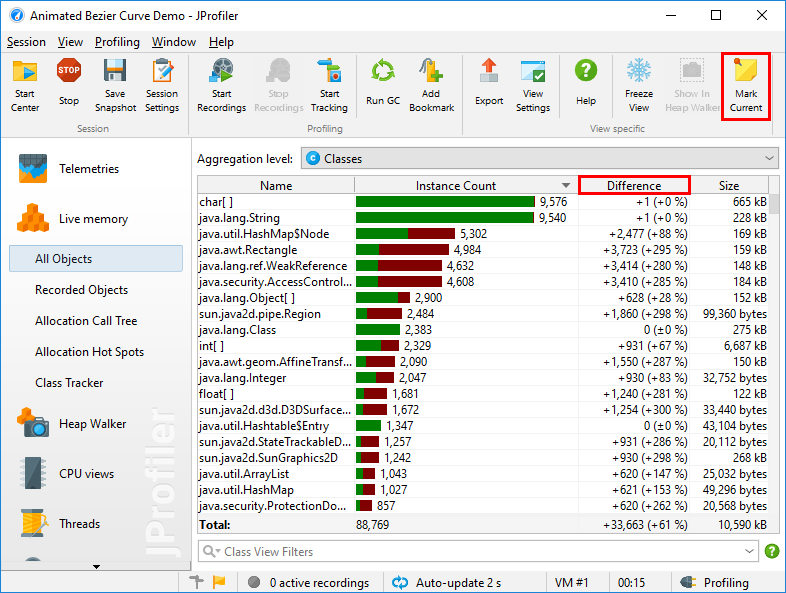 Animated Bezier Curve Demo - JProfiler
Session View Profiling Window Help
Start Center
STOP
Stop
Save Snapshot
Session Settings
Start Recordings
Stop Recordings
Start Tracking
Run GC
Add Bookmark
Export
View Settings
?
Help
Freeze View
Show In Heap Walker
Mark Current
Session Profiling View specific
Telemetries
Live memory
All Objects
Recorded Objects
Allocation Call Tree
Allocation Hot Spots
Class Tracker
Heap Walker
CPU views
Threads
JProfiler
Aggregation level: C Classes
Name Instance Count Difference Size
char[ ] 9,576 +1 (+0 %) 665 kB
java.lang.String 9,540 +1 (+0 %) 228 kB
java.util.HashMap$Node 5,302 +2,477 (+88 %) 169 kB
java.awt.Rectangle 4,984 +3,723 (+295 %) 159 kB
java.lang.ref.WeakReference 4,632 +3,414 (+280 %) 148 kB
java.security.AccessControl... 4,608 +3,410 (+285 %) 184 kB
java.lang.Object[ ] 2,900 +628 (+28 %) 152 kB
sun.java2d.pipe.Region 2,484 +1,860 (+298 %) 99,360 bytes
java.lang.Class 2,383 0 (±0 %) 275 kB
int[ ] 2,329 +931 (+67 %) 6,687 kB
java.awt.geom.AffineTransf... 2,090 +1,550 (+287 %) 150 kB
java.lang.Integer 2,047 +930 (+83 %) 32,752 bytes
float[ ] 1,681 +1,240 (+281 %) 122 kB
sun.java2d.d3d.D3DSurface... 1,672 +1,254 (+300 %) 33,440 bytes
java.util.Hashtable$Entry 1,347 0 (±0 %) 43,104 bytes
sun.java2d.StateTrackableD... 1,257 +931 (+286 %) 20,112 bytes
sun.java2d.SunGraphics2D 1,242 +930 (+298 %) 268 kB
java.util.ArrayList 1,043 +620 (+147 %) 25,032 bytes
java.util.HashMap 1,027 +621 (+153 %) 49,296 bytes
java.security.ProtectionDo... 857 +620 (+262 %) 20,568 bytes
Total: 88,769 +33,663 (+61 %) 10,590 kB
Class View Filters
?
0 active recordings Auto-update 2 s VM #1 00:15 Profiling